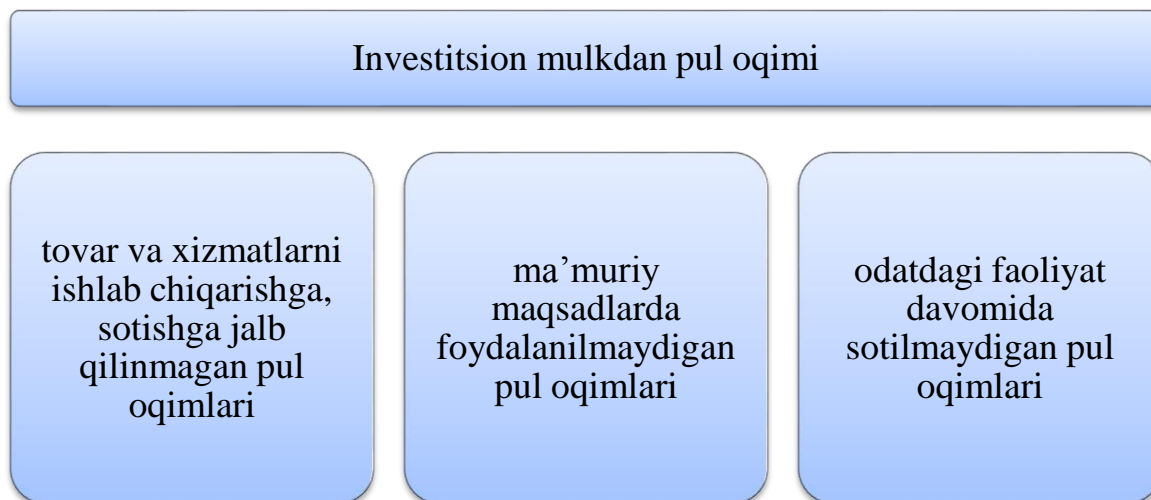 Investitsion mulkdan pul oqimi
tovar va xizmatlarni
ishlab chiqarishga,
sotishga jalb
qilinmagan pul
oqimlari
ma’muriy
maqsadlarda
foydalanilmaydigan
pul oqimlari
odatdagi faoliyat
davomida
sotilmaydigan pul
oqimlari